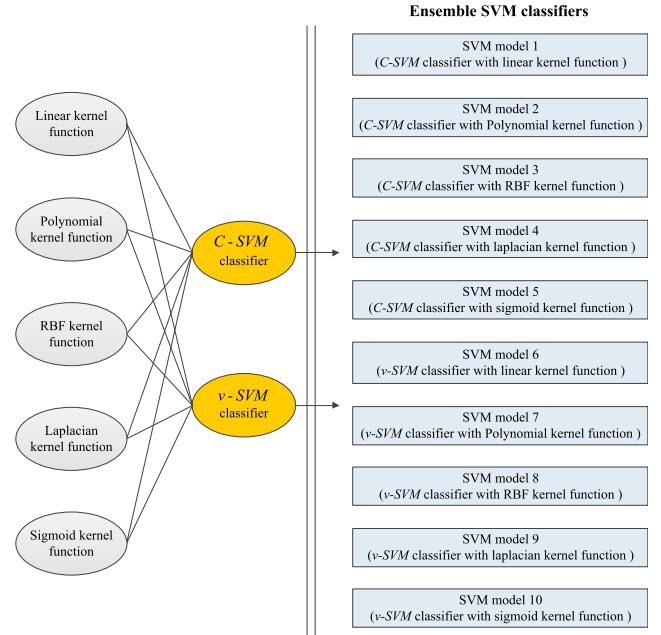 Ensemble SVM classifiers
Linear kernel
function
Polynomial
kernel function
RBF kernel
function
Laplacian
kernel function
Sigmoid kernel
function
C - SVM
classifier
v - SVM
classifier
SVM model 1
(C-SVM classifier with linear kernel function )
SVM model 2
(C-SVM classifier with Polynomial kernel function )
SVM model 3
(C-SVM classifier with RBF kernel function )
SVM model 4
(C-SVM classifier with laplacian kernel function )
SVM model 5
(C-SVM classifier with sigmoid kernel function )
SVM model 6
(v-SVM classifier with linear kernel function )
SVM model 7
(v-SVM classifier with Polynomial kernel function )
SVM model 8
(v-SVM classifier with RBF kernel function )
SVM model 9
(v-SVM classifier with laplacian kernel function )
SVM model 10
(v-SVM classifier with sigmoid kernel function )